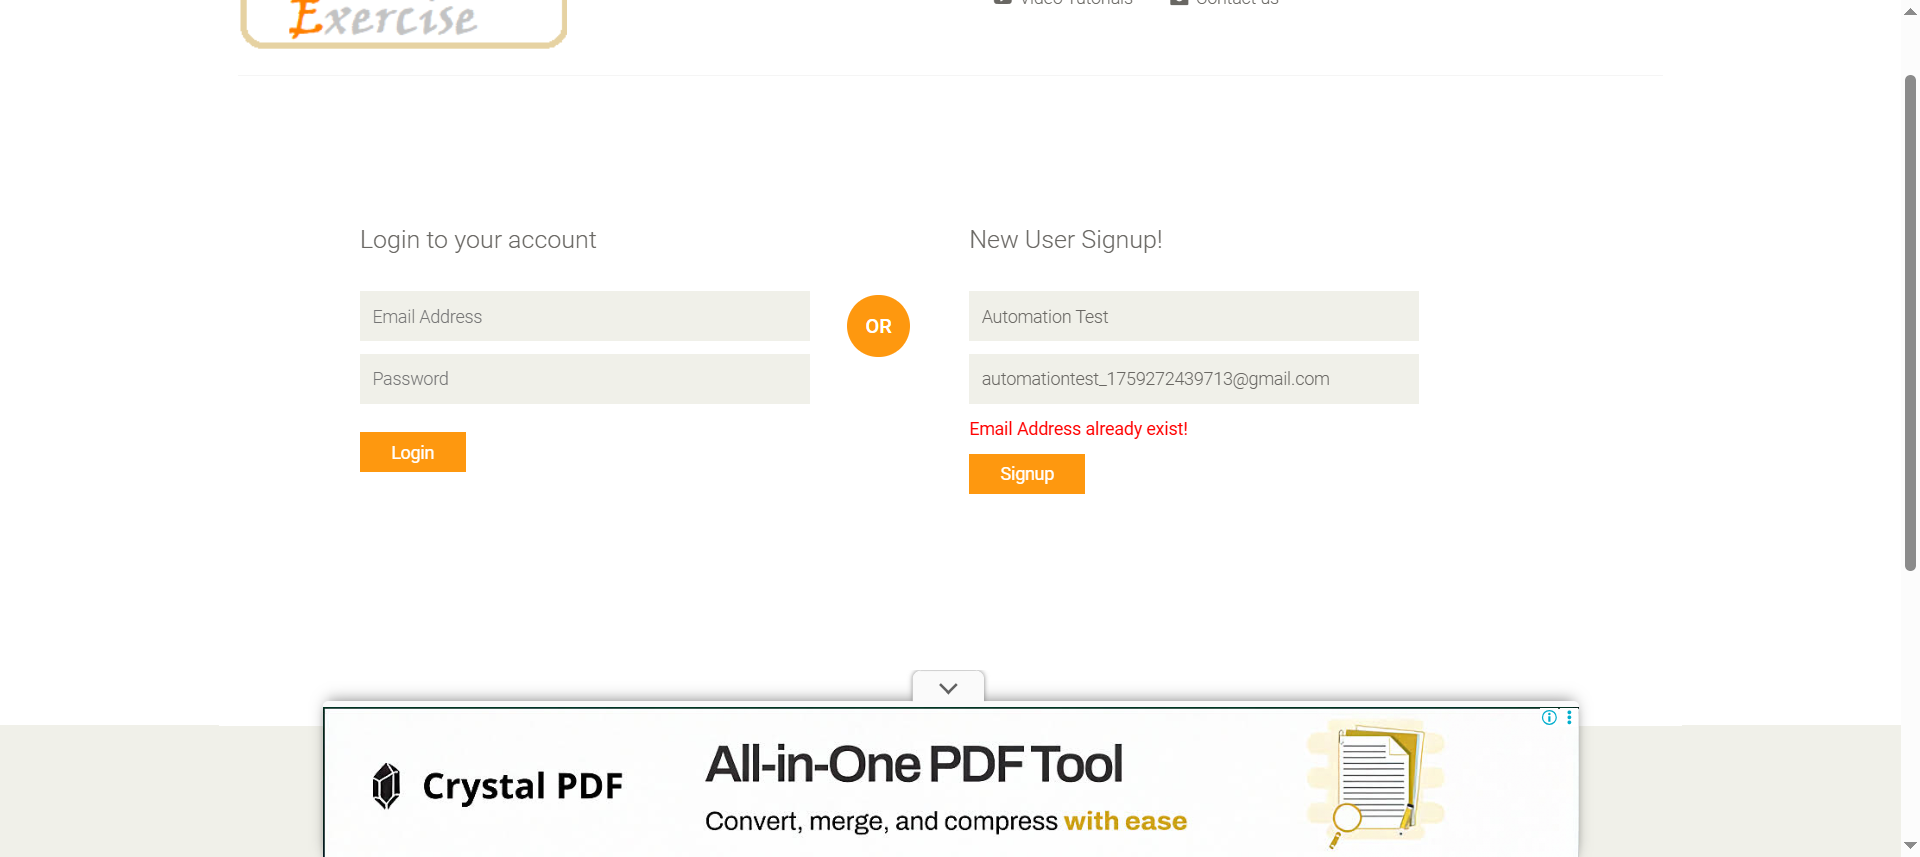 Exercise
Video Tutorials
Contact us
Login to your account
Email Address
Password
Login
OR
New User Signup!
Automation Test
automationtest_1759272439713@gmail.com
Email Address already exist!
Signup
Crystal PDF
All-in-One PDF Tool
Convert, merge, and compress with ease